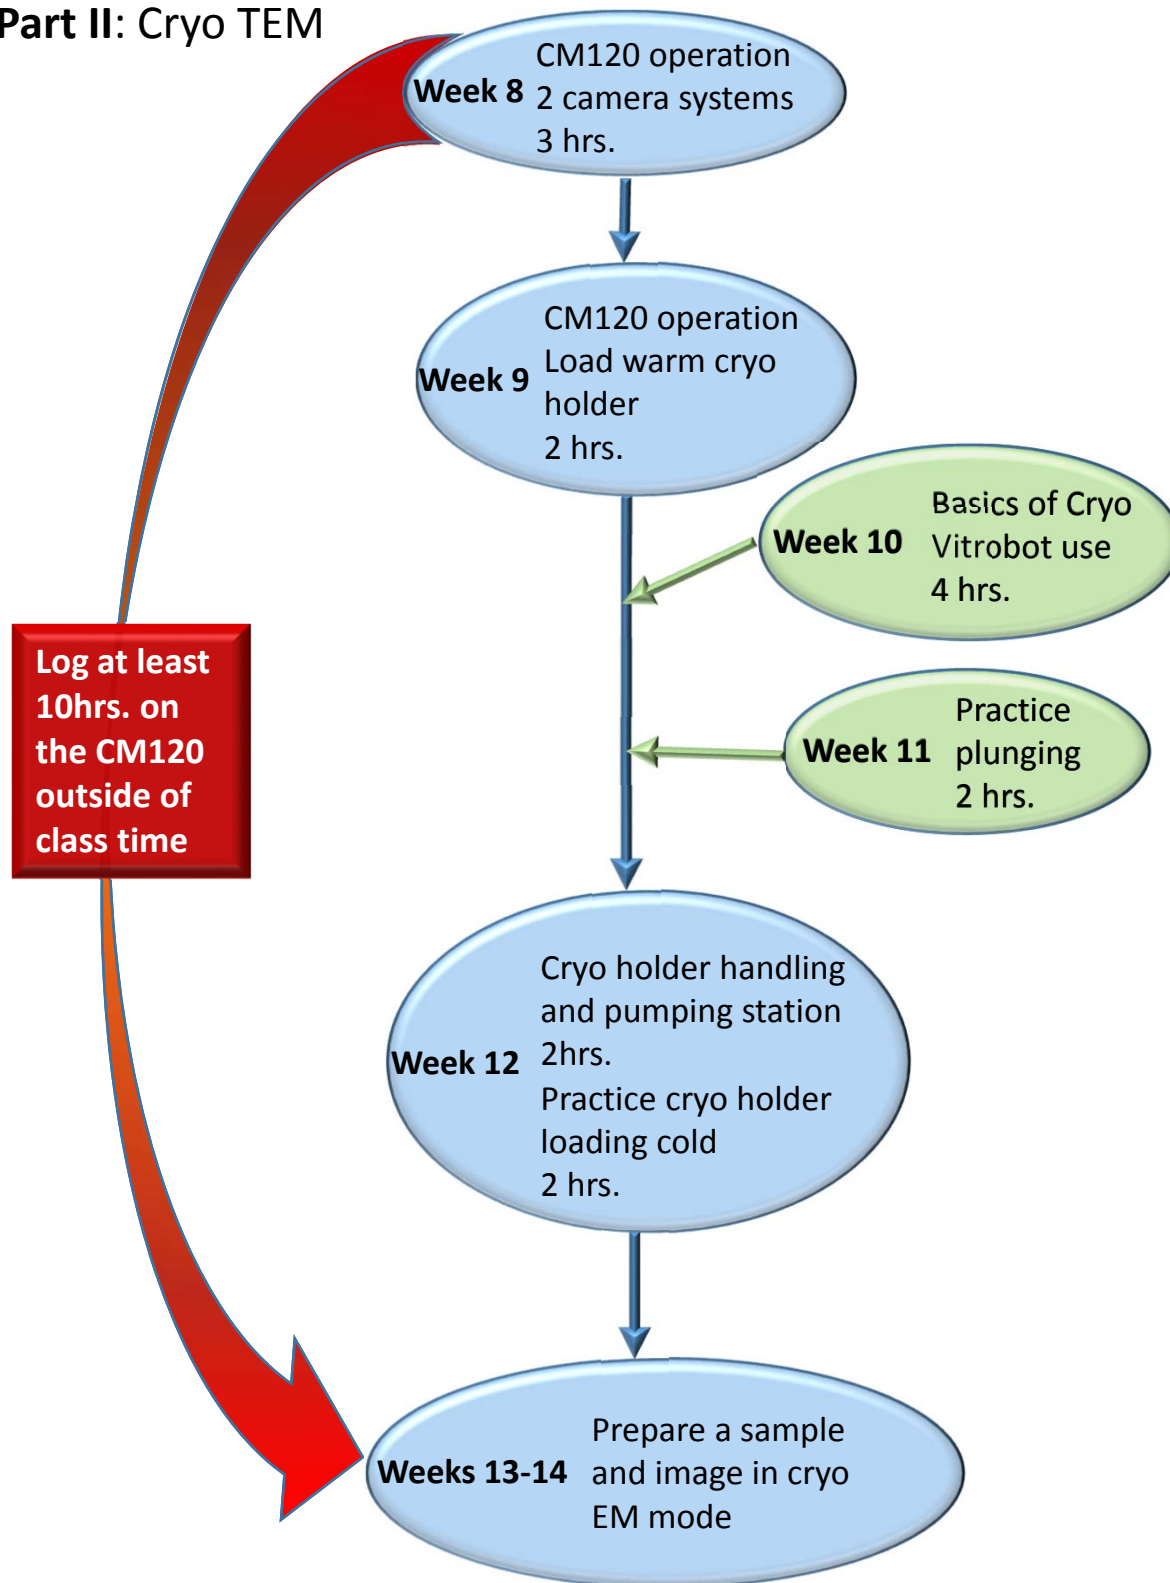 Part II: Cryo TEM
Week 8
CM120 operation
2 camera systems
3 hrs.
Week 9
CM120 operation
Load warm cryo
holder
2 hrs.
Week 10
Basics of Cryo
Vitrobot use
4 hrs.
Week 11
Practice
plunging
2 hrs.
Log at least
10hrs. on
the CM120
outside of
class time
Week 12
Cryo holder handling
and pumping station
2hrs.
Practice cryo holder
loading cold
2 hrs.
Weeks 13-14
Prepare a sample
and image in cryo
EM mode